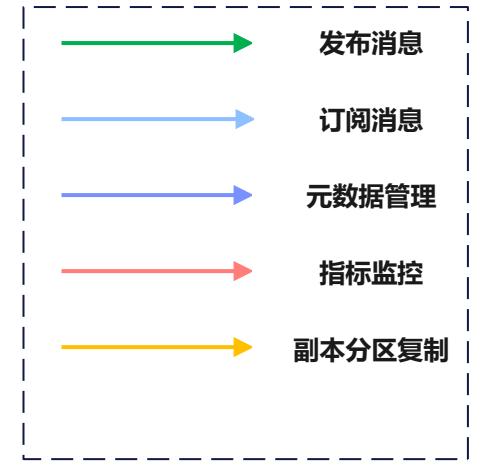 发布消息
订阅消息
元数据管理
指标监控
副本分区复制